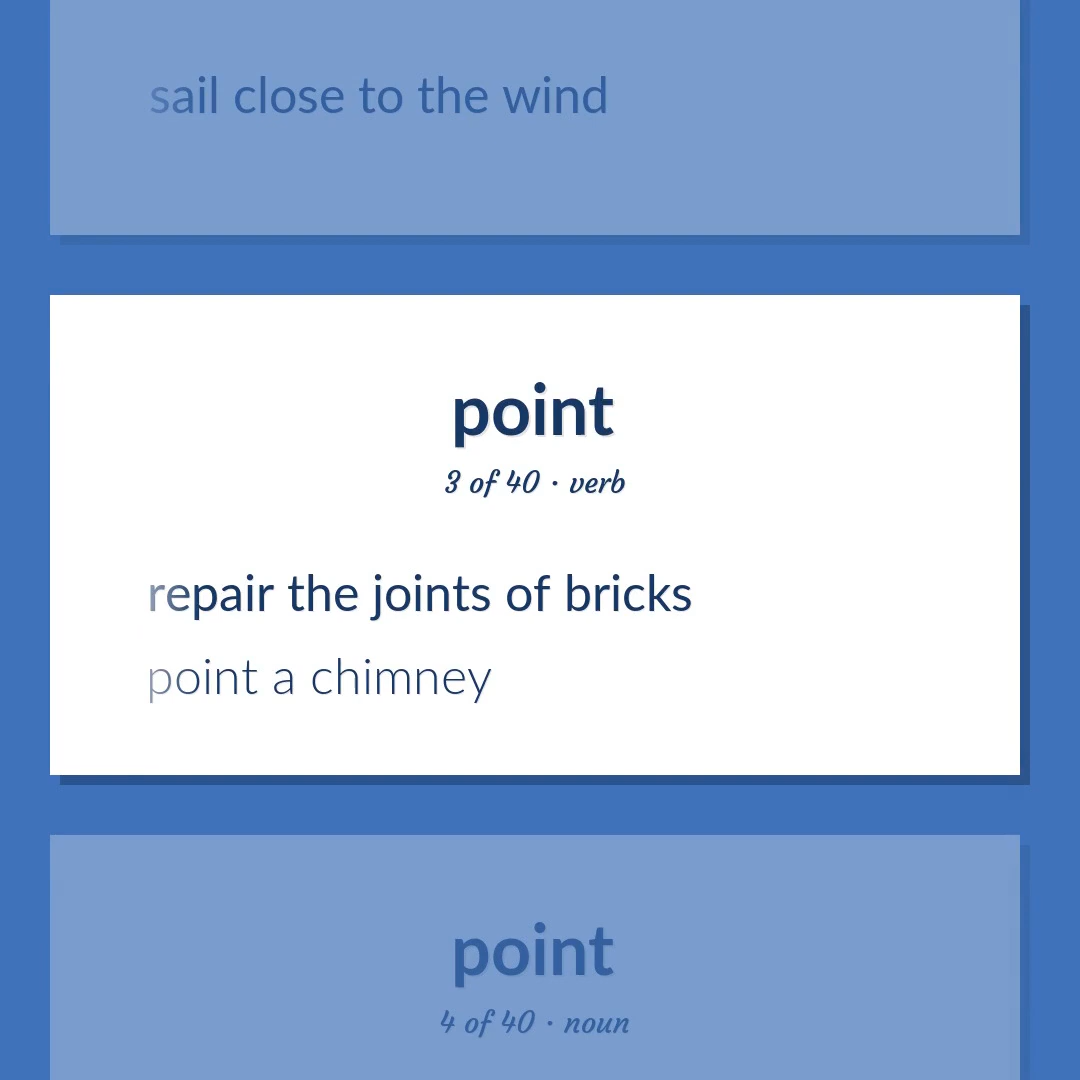 sail close to the wind
point
3 of 40 · verb
repair the joints of bricks
point a chimney
point
4 of 40 · noun